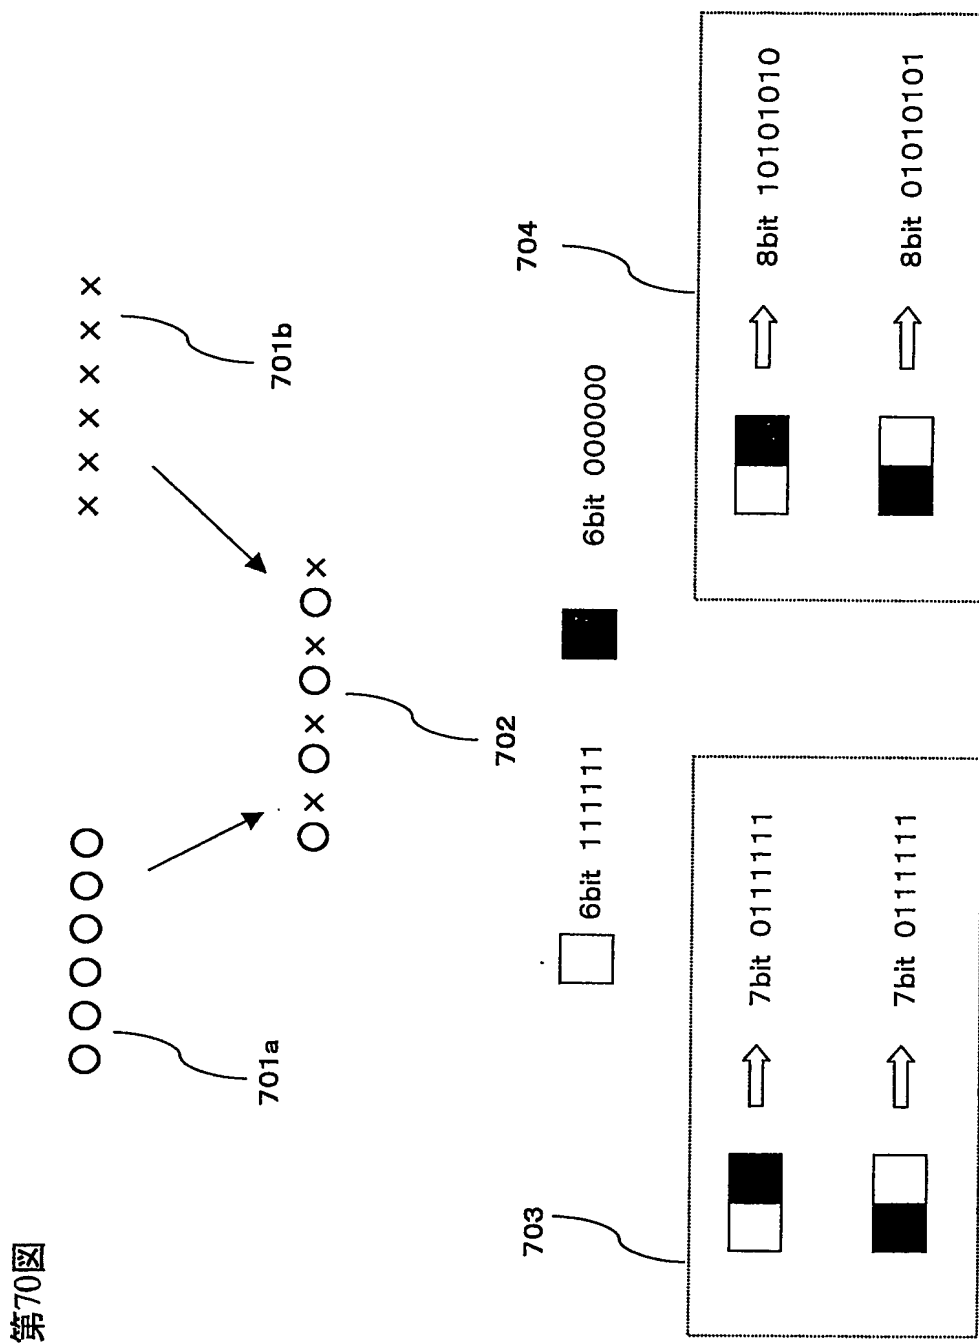 第70図
○○○○○○
××××××
701a
701b
○×○×○×○×
702
6bit 111111
6bit 000000
703
704
7bit 0111111
7bit 0111111
8bit 10101010
8bit 01010101